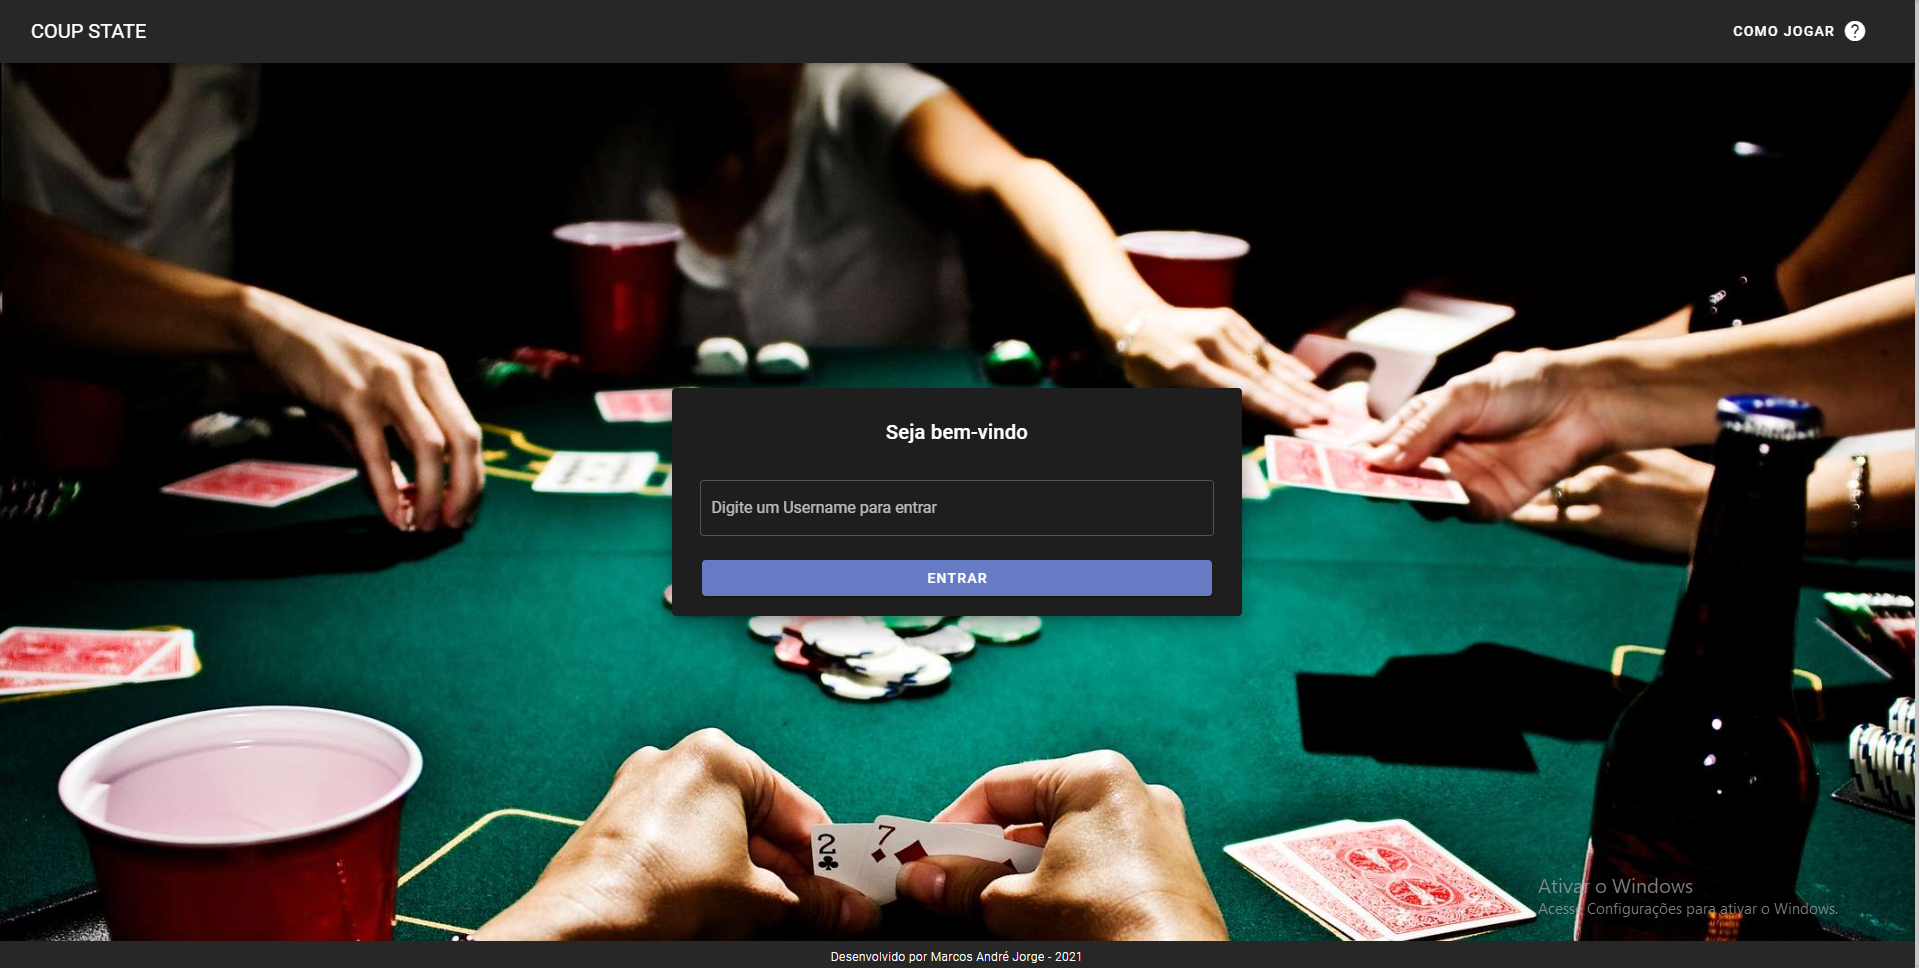 COUP STATE
COMO JOGAR ?
Seja bem-vindo
Digite um Username para entrar
ENTRAR
2
7
Ativar o Windows
Acesse Configurações para ativar o Windows.
Desenvolvido por Marcos André Jorge - 2021